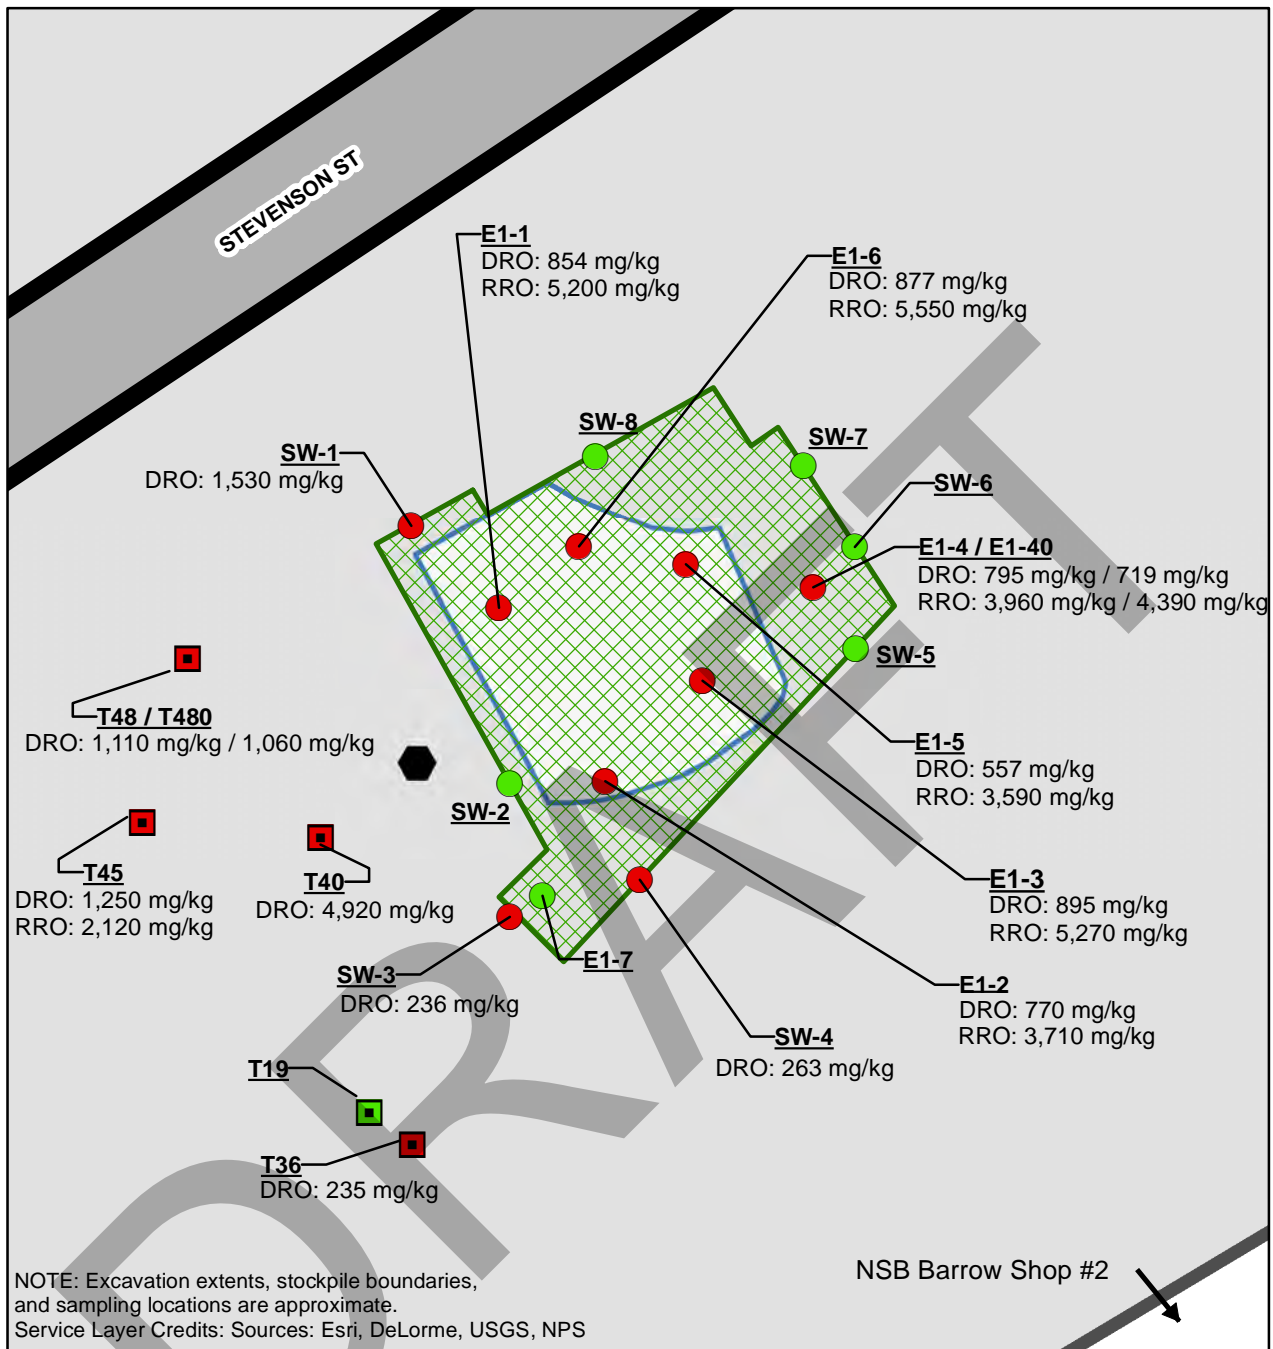 STEVENSON ST
E1-1
DRO: 854 mg/kg
RRO: 5,200 mg/kg
E1-6
DRO: 877 mg/kg
RRO: 5,550 mg/kg
SW-8
SW-7
SW-1
DRO: 1,530 mg/kg
SW-6
E1-4 / E1-40
DRO: 795 mg/kg / 719 mg/kg
RRO: 3,960 mg/kg / 4,390 mg/kg
SW-5
T48 / T480
DRO: 1,110 mg/kg / 1,060 mg/kg
E1-5
DRO: 557 mg/kg
RRO: 3,590 mg/kg
SW-2
T45
DRO: 1,250 mg/kg
RRO: 2,120 mg/kg
T40
DRO: 4,920 mg/kg
E1-3
DRO: 895 mg/kg
RRO: 5,270 mg/kg
E1-7
SW-3
DRO: 236 mg/kg
E1-2
DRO: 770 mg/kg
RRO: 3,710 mg/kg
SW-4
DRO: 263 mg/kg
T19
T36
DRO: 235 mg/kg
DRAFT
NSB Barrow Shop #2
NOTE: Excavation extents, stockpile boundaries,
and sampling locations are approximate.
Service Layer Credits: Sources: Esri, DeLorme, USGS, NPS